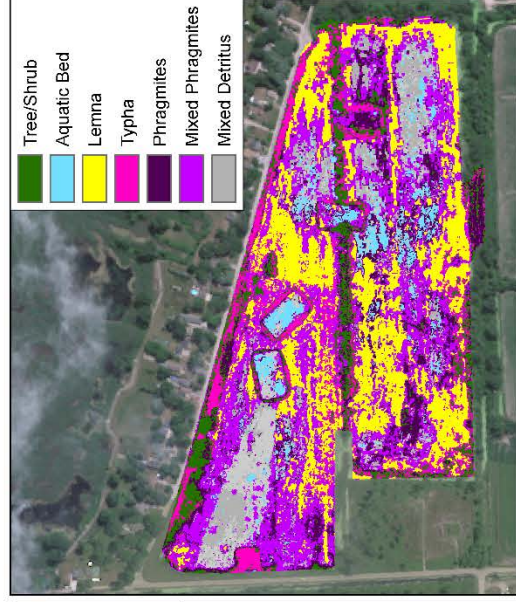 Tree/Shrub
Aquatic Bed
Lemna
Typha
Phragmites
Mixed Phragmites
Mixed Detritus